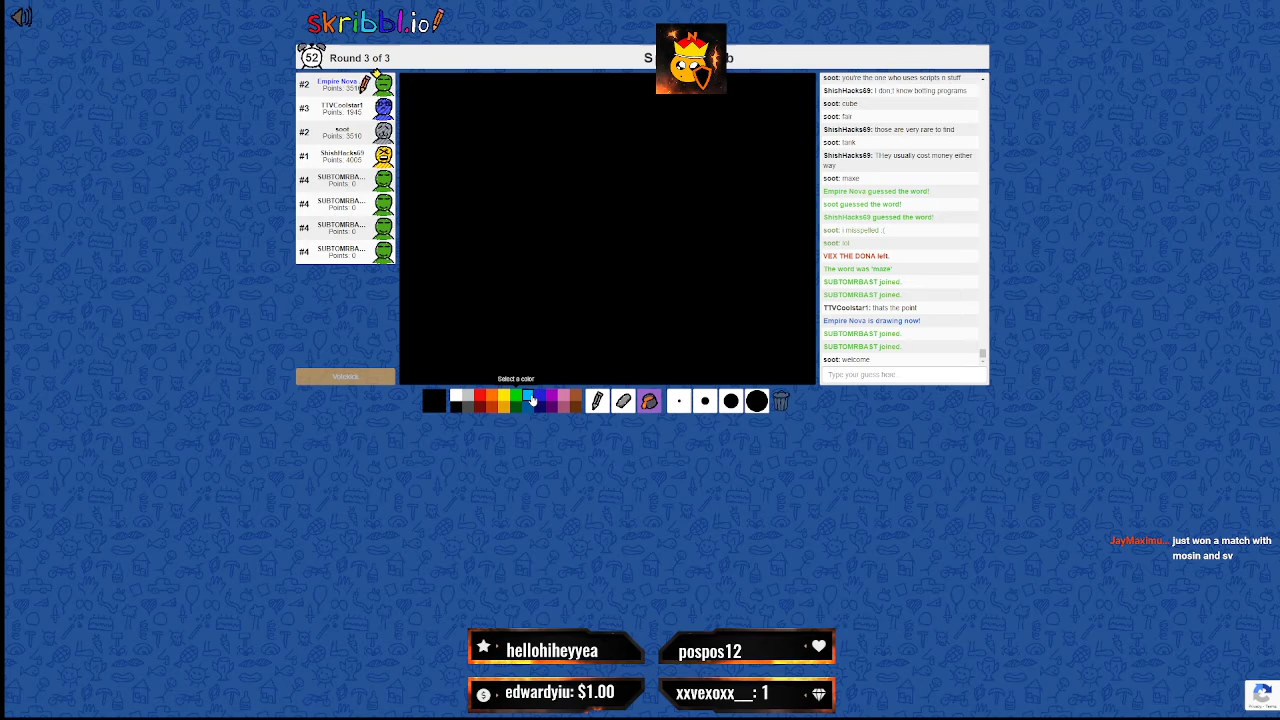 skribbl.io
52
Round 3 of 3
S
b
N
#2
Empire Nova
Points: 3510
#3
TTVCoolstar1
Points: 1945
#2
soot
Points: 3510
#1
ShishHacks69
Points: 4005
#4
SUBTOMRBA...
Points: 0
#4
SUBTOMRBA...
Points: 0
#4
SUBTOMRBA...
Points: 0
#4
SUBTOMRBA...
Points: 0
Votekick
soot: you're the one who uses scripts n stuff
ShishHacks69: I don;t know botting programs
soot: cube
soot: fair
ShishHacks69: those are very rare to find
soot: tank
ShishHacks69: THey usually cost money either
way
soot: maxe
Empire Nova guessed the word!
soot guessed the word!
ShishHacks69 guessed the word!
soot: i misspelled :(
soot: lol
VEX THE DONA left.
The word was 'maze'
SUBTOMRBAST joined.
SUBTOMRBAST joined.
TTVCoolstar1: thats the point
Empire Nova is drawing now!
SUBTOMRBAST joined.
SUBTOMRBAST joined.
soot: welcome
Type your guess here...
Select a color
JayMaximu... just won a match with
mosin and sv
hellohiheyyea
pospos12
edwardyiu: $1.00
xxvexoxx__: 1
Privacy - Terms